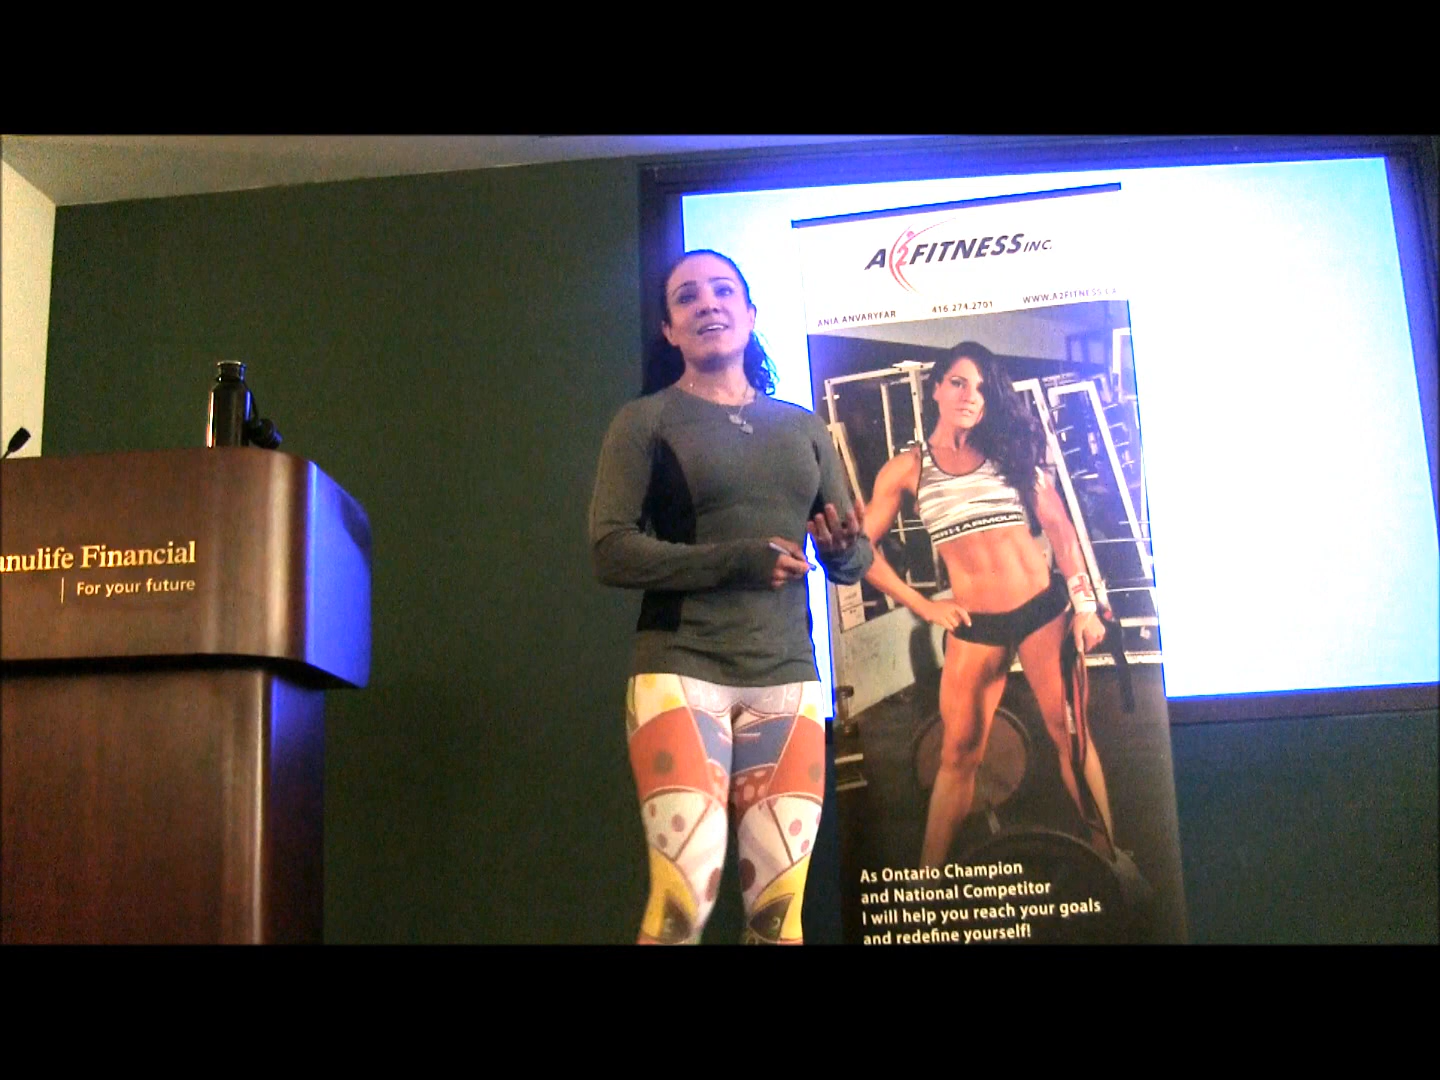 anulife Financial
For your future
A2FITNESS INC.
ANIA ANVARYFAR 416 274.2701 WWW.A2FITNESS.CA
As Ontario Champion
and National Competitor
I will help you reach your goals
and redefine yourself!